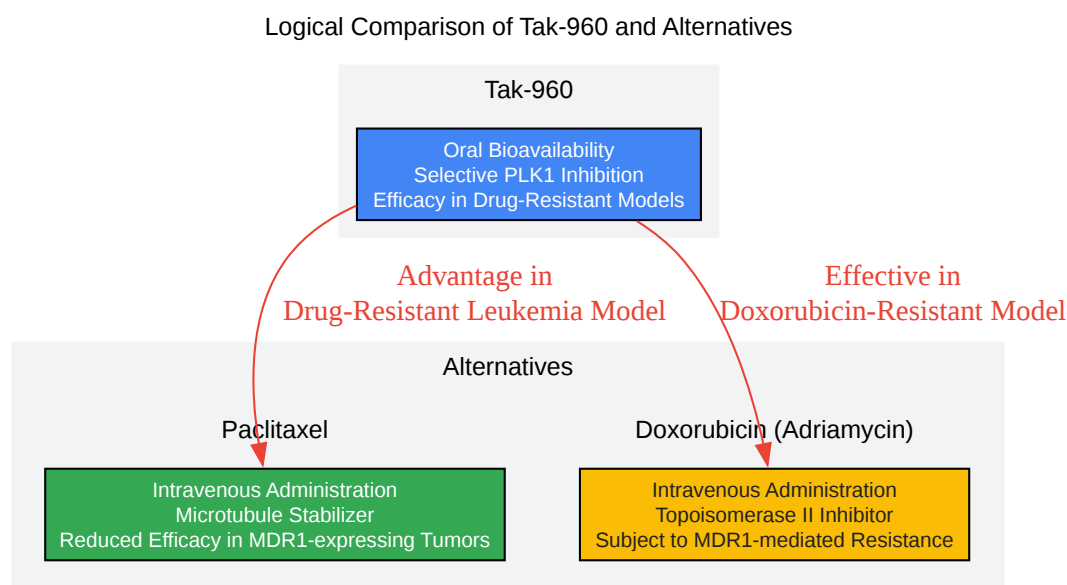 Logical Comparison of Tak-960 and Alternatives
Tak-960
Oral Bioavailability
Selective PLK1 Inhibition
Efficacy in Drug-Resistant Models
Advantage in
Drug-Resistant Leukemia Model
Effective in
Doxorubicin-Resistant Model
Alternatives
Paclitaxel
Intravenous Administration
Microtubule Stabilizer
Reduced Efficacy in MDR1-expressing Tumors
Doxorubicin (Adriamycin)
Intravenous Administration
Topoisomerase II Inhibitor
Subject to MDR1-mediated Resistance